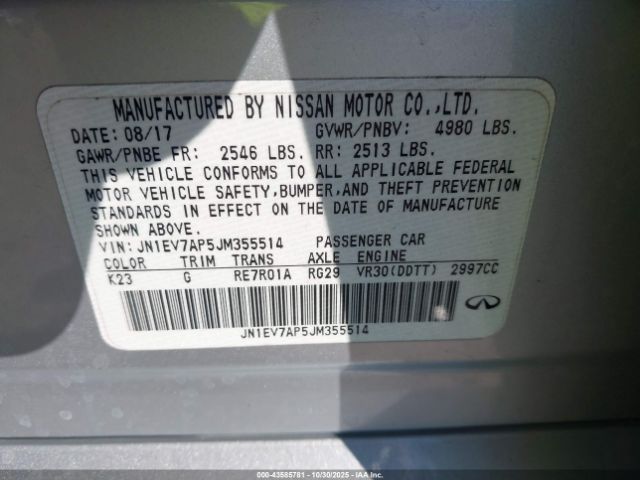 MANUFACTURED BY NISSAN MOTOR CO.,LTD.
DATE: 08/17 GVWR/PNBV: 4980 LBS.
GAWR/PNBE FR: 2546 LBS. RR: 2513 LBS.
THIS VEHICLE CONFORMS TO ALL APPLICABLE FEDERAL
MOTOR VEHICLE SAFETY, BUMPER, AND THEFT PREVENTION
STANDARDS IN EFFECT ON THE DATE OF MANUFACTURE
SHOWN ABOVE.
VIN: JN1EV7AP5JM355514 PASSENGER CAR
COLOR TRIM TRANS AXLE ENGINE
K23 G RE7R01A RG29 VR30(DDTT) 2997CC
JN1EV7AP5JM355514
INFINITI
000-43585781 | 10/30/2025 - IAA Inc.